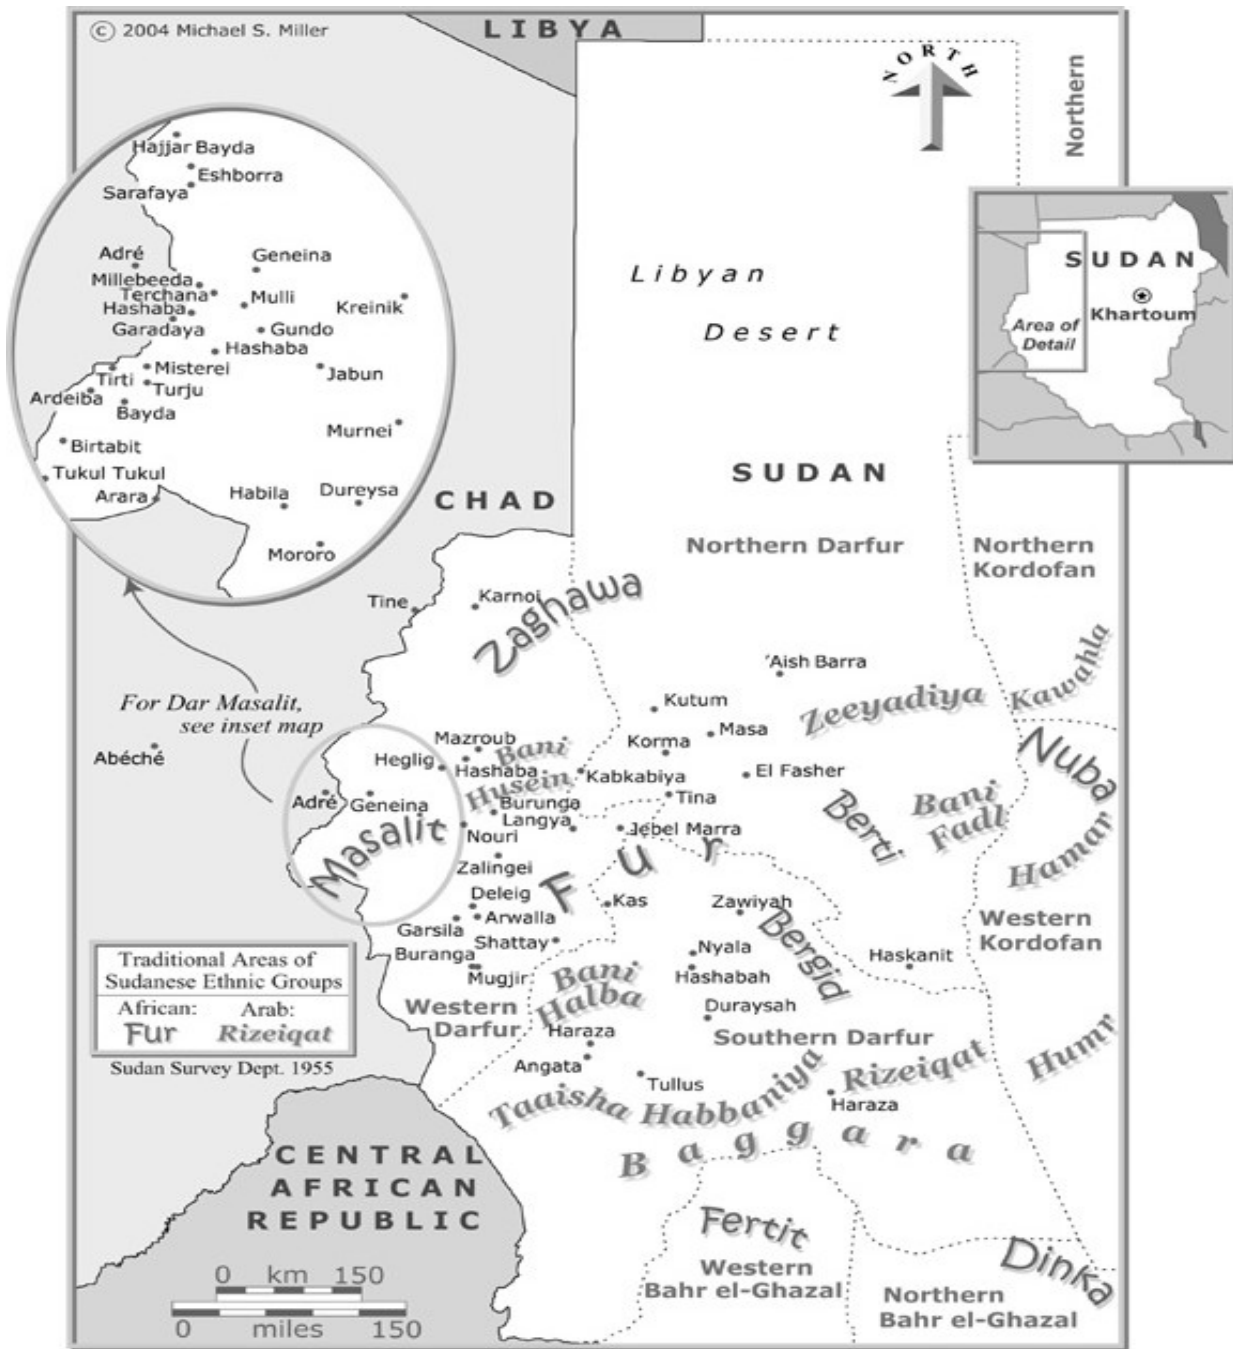 © 2004 Michael S. Miller
LIBYA
NORTH
Northern
Hajjar Bayda
Eshborra
Sarafaya
Adré
Geneina
Millebeeda
Terchana
Mulli
Kreinik
Hashaba
Garadaya
Gundo
Hashaba
Misterei
Tirti
Jabun
Turju
Ardeiba
Bayda
Murnei
Birtabit
Tukul Tukul
Arara
Habila
Dureysa
Mororo
SUDAN
Khartoum
Area of
Detail
Libyan
Desert
SUDAN
CHAD
Northern Darfur
Northern
Kordofan
Tine
Karnoi
Zaghawa
'Aish Barra
Kawahla
Zeeyadiya
Kutum
For Dar Masalit,
see inset map
Masa
Mazroub
Korma
Nuba
Abéché
Heglig
Hashaba
Bani
Husein
Kabkabiya
El Fasher
Adré
Geneina
Burunga
Tina
Langya
Jebel Marra
Berti
Bani
Fadl
Masalit
Nouri
Hamar
Zalingei
Fur
Deleig
Kas
Zawiyah
Arwalla
Garsila
Western
Kordofan
Bergid
Buranga
Shattay
Nyala
Haskanit
Mugjir
Hashabah
Bani
Halba
Traditional Areas of
Sudanese Ethnic Groups
African: Arab:
Fur Rizeiqat
Sudan Survey Dept. 1955
Western
Darfur
Duraysah
Haraza
Southern Darfur
Humr
Angata
Tullus
Rizeiqat
Haraza
Taaisha
Habbaniya
Baggara
CENTRAL
AFRICAN
REPUBLIC
Fertit
Western
Bahr el-Ghazal
Dinka
Northern
Bahr el-Ghazal
0 km 150
0 miles 150